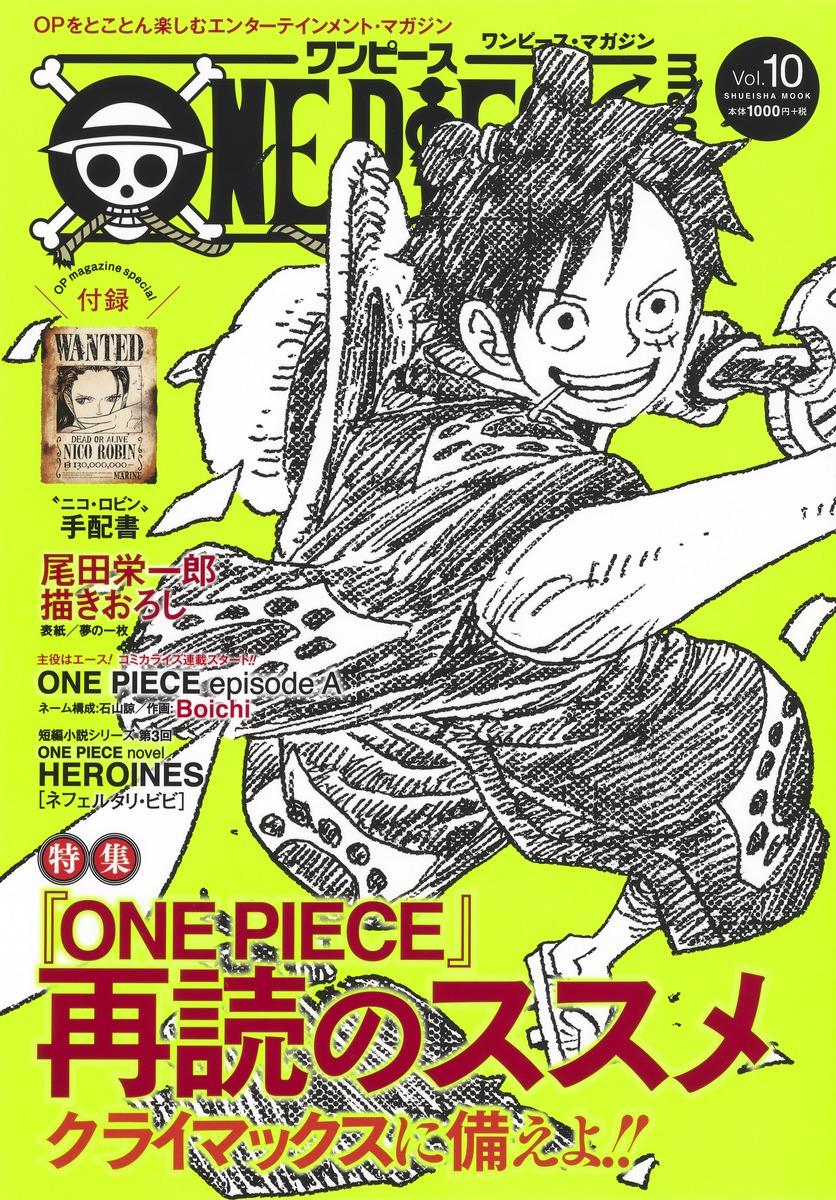 OPをとことん楽しむエンターテインメント・マガジン
ワンピース
ワンピース・マガジン
ONE PIECE
Vol.10
SHUEISHA MOOK
本体1000円+税
OP magazine special
付録
WANTED
DEAD OR ALIVE
NICO ROBIN
130,000,000-
MARINE
〝ニコ・ロビン〟
手配書
尾田栄一郎
描きおろし
表紙/夢の一枚
主役はエース! コミカライズ連載スタート!!
ONE PIECE episode A
ネーム構成:石山諒/作画:Boichi
短編小説シリーズ 第3回
ONE PIECE novel
HEROINES
[ネフェルタリ・ビビ]
特集
『ONE PIECE』
再読のススメ
クライマックスに備えよ!!